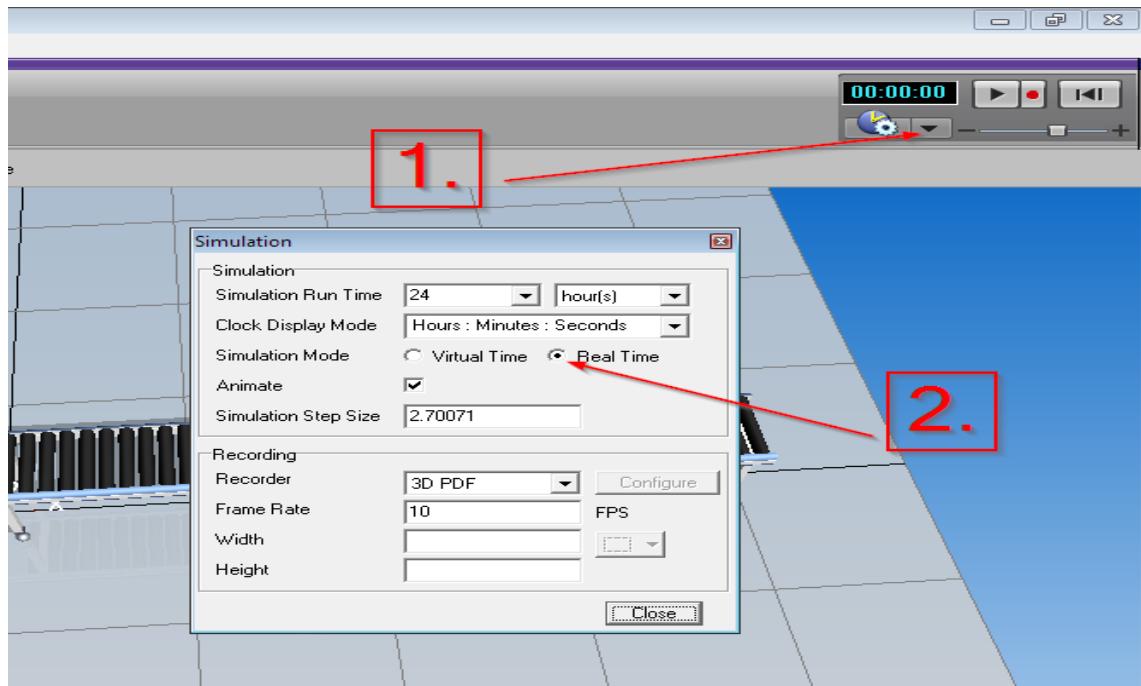 00:00:00
e
1.
Simulation
Simulation
Simulation Run Time 24 hour(s)
Clock Display Mode Hours : Minutes : Seconds
Simulation Mode Virtual Time Real Time
Animate
Simulation Step Size 2.70071
2.
Recording
Recorder 3D PDF Configure
Frame Rate 10 FPS
Width
Height
Close